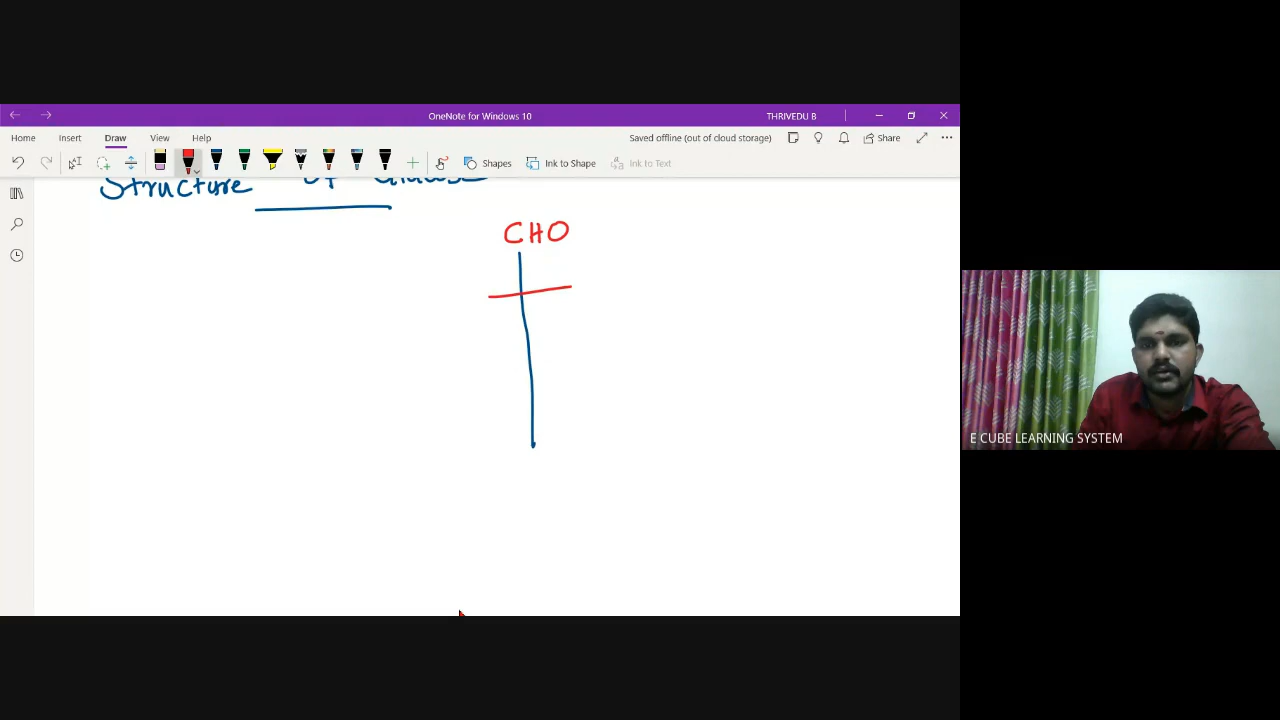 OneNote for Windows 10
THRIVEDU B
Home Insert Draw View Help
Saved offline (out of cloud storage)
Share
Shapes
Ink to Shape
Ink to Text
Structure of
CHO
E CUBE LEARNING SYSTEM